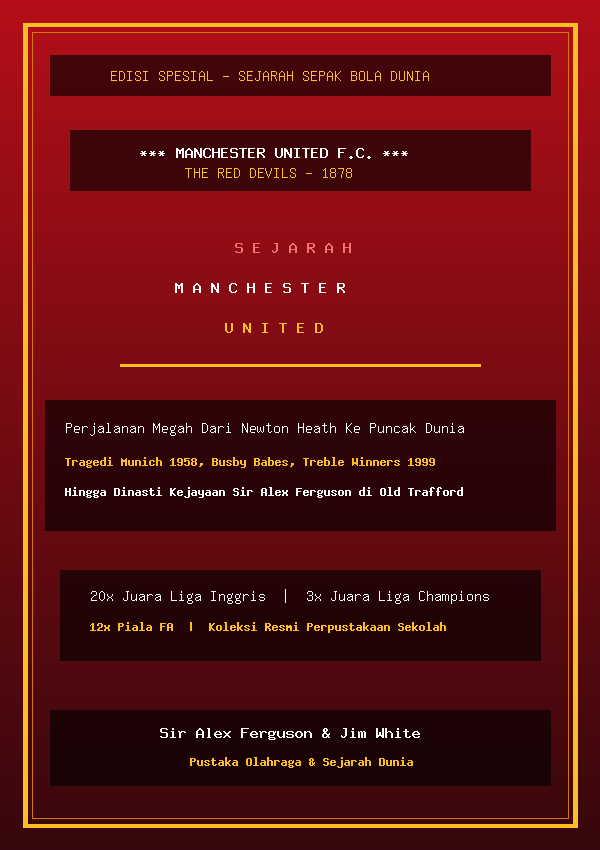 EDISI SPESIAL - SEJARAH SEPAK BOLA DUNIA
*** MANCHESTER UNITED F.C. ***
THE RED DEVILS - 1878
S E J A R A H
M A N C H E S T E R
U N I T E D
Perjalanan Megah Dari Newton Heath Ke Puncak Dunia
Tragedi Munich 1958, Busby Babes, Treble Winners 1999
Hingga Dinasti Kejayaan Sir Alex Ferguson di Old Trafford
20x Juara Liga Inggris | 3x Juara Liga Champions
12x Piala FA | Koleksi Resmi Perpustakaan Sekolah
Sir Alex Ferguson & Jim White
Pustaka Olahraga & Sejarah Dunia